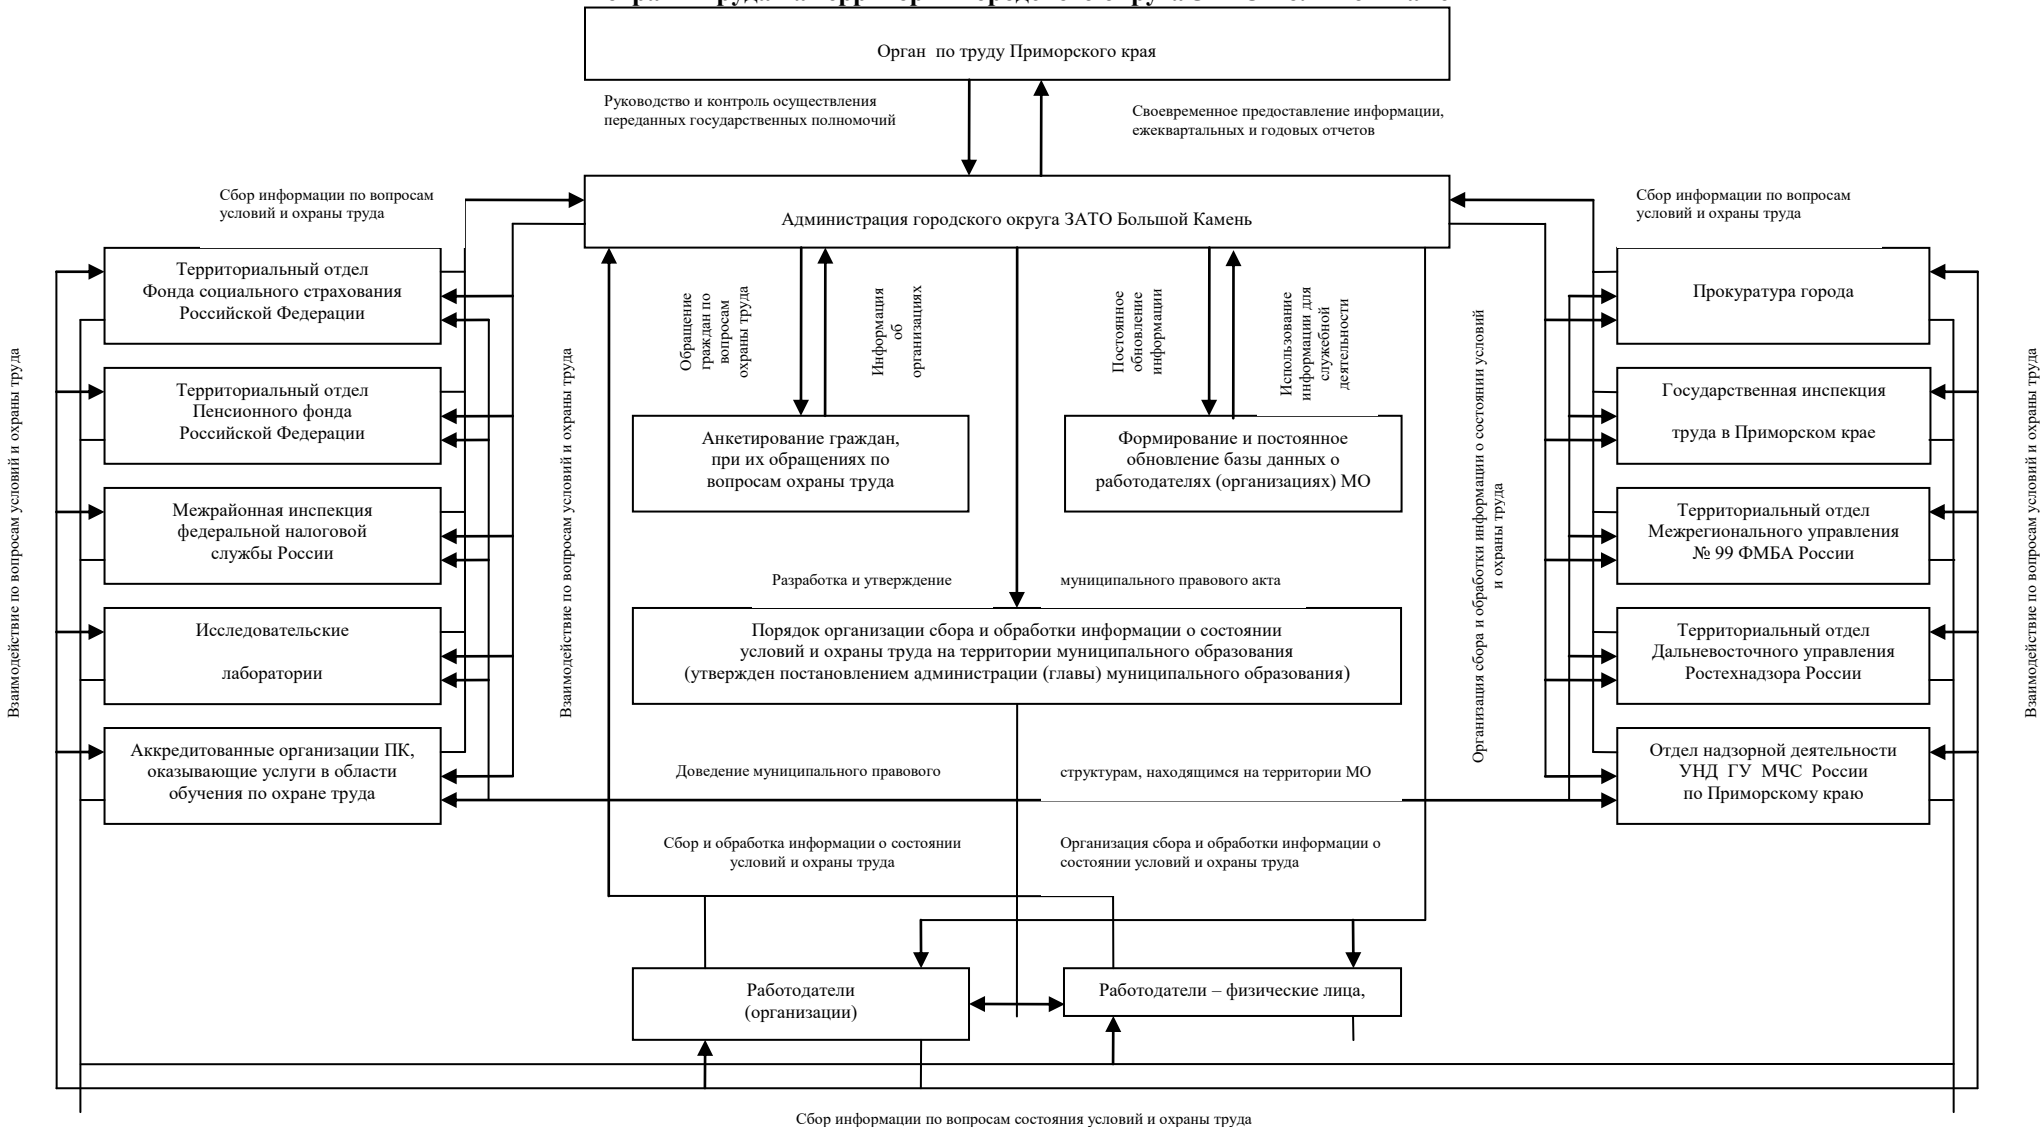 Орган по труду Приморского края
Руководство и контроль осуществления
переданных государственных полномочий
Своевременное предоставление информации,
ежеквартальных и годовых отчетов
Сбор информации по вопросам
условий и охраны труда
Администрация городского округа ЗАТО Большой Камень
Сбор информации по вопросам
условий и охраны труда
Взаимодействие по вопросам условий и охраны труда
Территориальный отдел
Фонда социального страхования
Российской Федерации
Территориальный отдел
Пенсионного фонда
Российской Федерации
Межрайонная инспекция
федеральной налоговой
службы России
Исследовательские
лаборатории
Аккредитованные организации ПК,
оказывающие услуги в области
обучения по охране труда
Взаимодействие по вопросам условий и охраны труда
Обращение
граждан по
вопросам
охраны труда
Информация
об
организациях
Постоянное
обновление
информации
Использование
информации для
служебной
деятельности
Анкетирование граждан,
при их обращениях по
вопросам охраны труда
Формирование и постоянное
обновление базы данных о
работодателях (организациях) МО
Разработка и утверждение
муниципального правового акта
Порядок организации сбора и обработки информации о состоянии
условий и охраны труда на территории муниципального образования
(утвержден постановлением администрации (главы) муниципального образования)
Доведение муниципального правового
структурам, находящимся на территории МО
Сбор и обработка информации о состоянии
условий и охраны труда
Организация сбора и обработки информации о
состоянии условий и охраны труда
Организация сбора и обработки информации о состоянии условий
и охраны труда
Прокуратура города
Государственная инспекция
труда в Приморском крае
Территориальный отдел
Межрегионального управления
№ 99 ФМБА России
Территориальный отдел
Дальневосточного управления
Ростехнадзора России
Отдел надзорной деятельности
УНД ГУ МЧС России
по Приморскому краю
Взаимодействие по вопросам условий и охраны труда
Работодатели
(организации)
Работодатели – физические лица,
Сбор информации по вопросам состояния условий и охраны труда